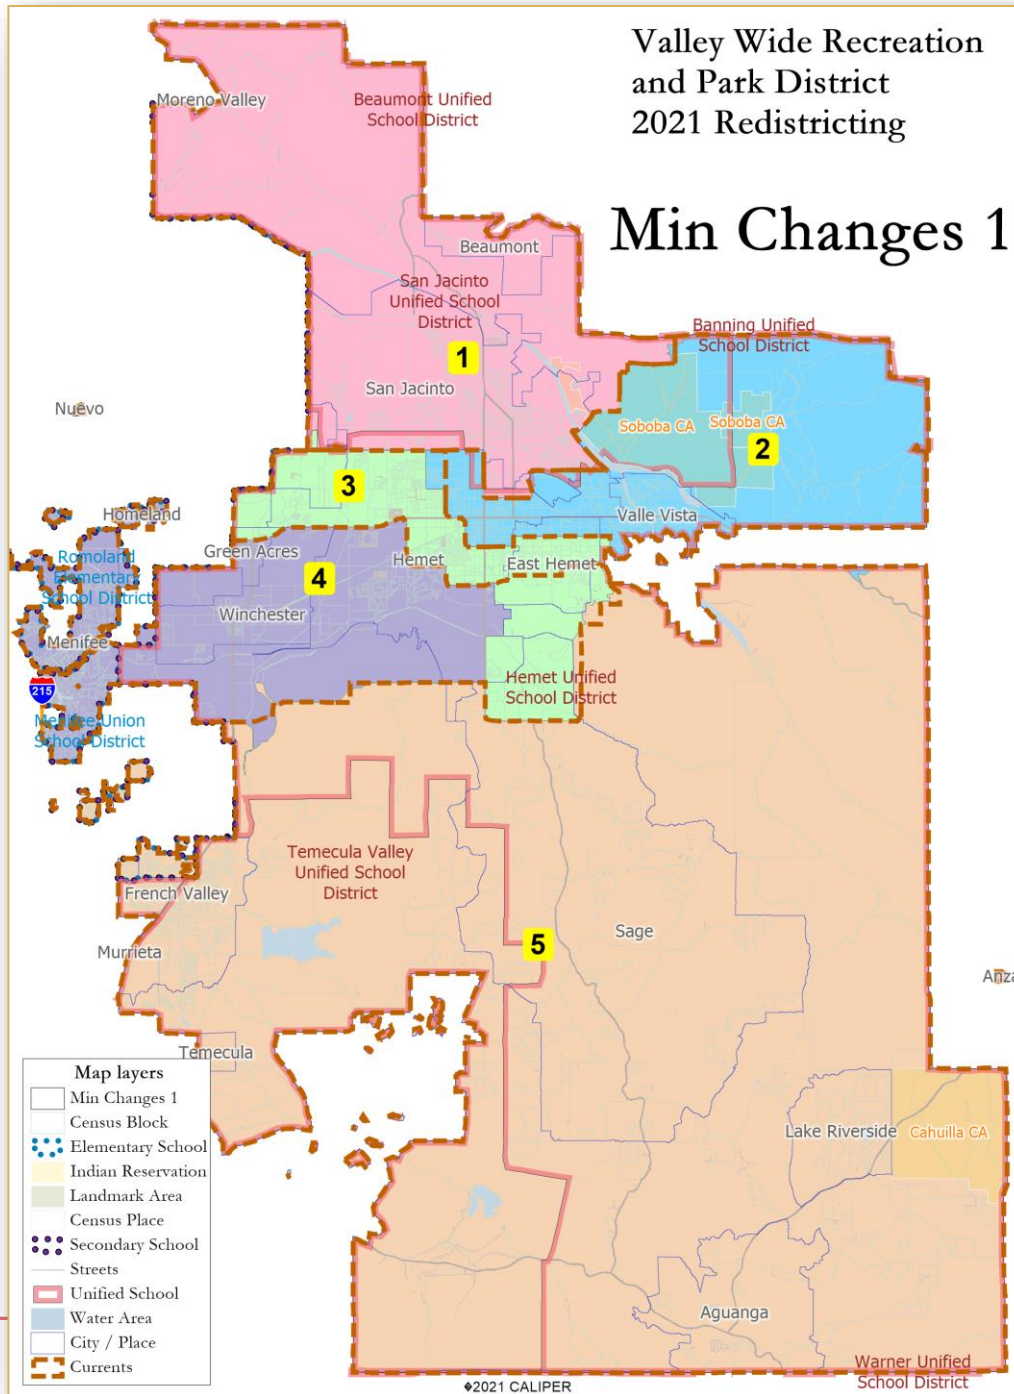 Valley Wide Recreation
and Park District
2021 Redistricting
Min Changes 1
Moreno Valley
Beaumont Unified
School District
Beaumont
San Jacinto
Unified School
District
Banning Unified
School District
1
San Jacinto
Nuevo
Soboba CA
Soboba CA
2
3
Homeland
Valle Vista
Green Acres
Hemet
East Hemet
Romoland
Elementary
School District
4
Winchester
Menifee
Hemet Unified
School District
215
Menifee Union
School District
Temecula Valley
Unified School
District
French Valley
Sage
5
Murrieta
Anza
Temecula
Lake Riverside
Cahuilla CA
Aguanga
Warner Unified
School District
Map layers
Min Changes 1
Census Block
Elementary School
Indian Reservation
Landmark Area
Census Place
Secondary School
Streets
Unified School
Water Area
City / Place
Currents
�2021 CALIPER